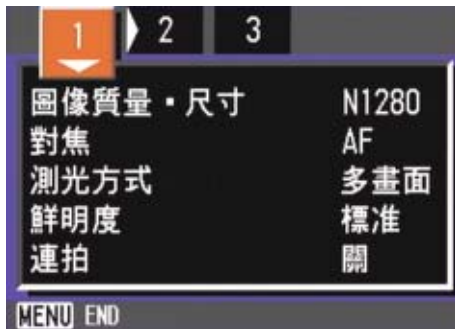 1 2 3
圖像質量・尺寸 N1280
對焦 AF
測光方式 多畫面
鮮明度 標准
連拍 關
MENU END